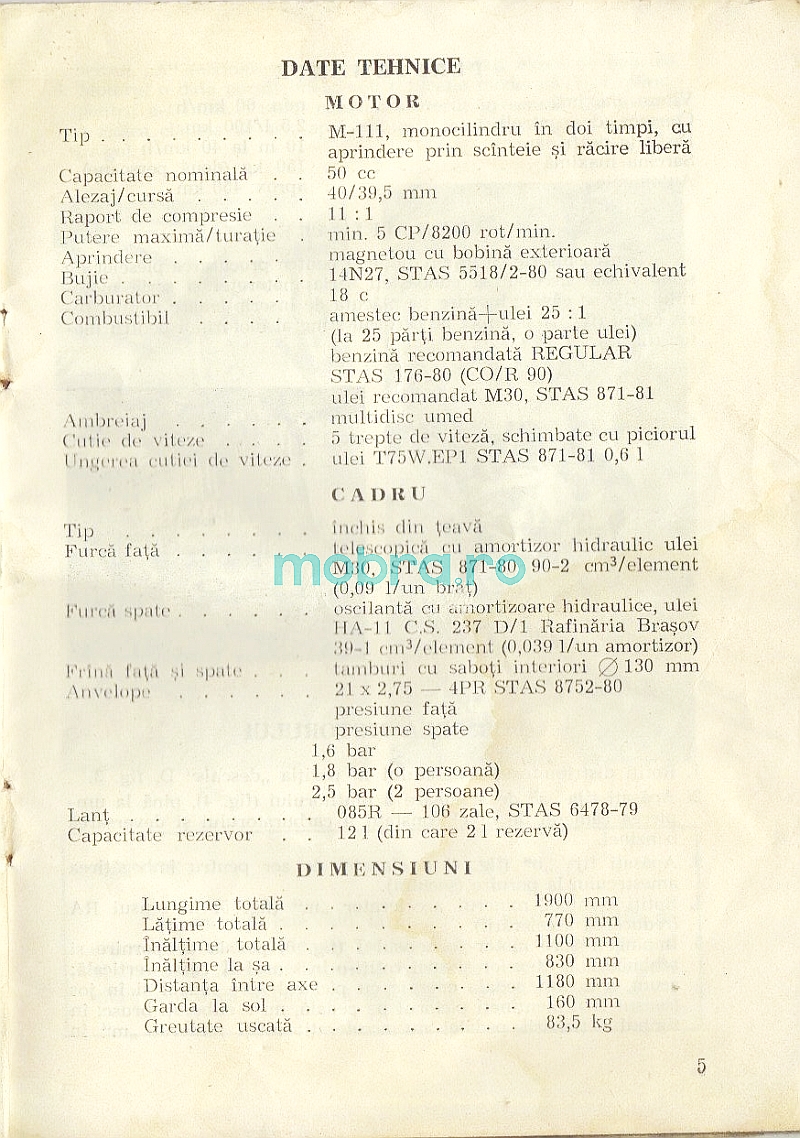 DATE TEHNICE
MOTOR
Tip . . . . . . . . . M-111, monocilindru în doi timpi, cu
aprindere prin scînteie și răcire liberă
Capacitate nominală . . 50 cc
Alezaj/cursă . . . . . 40/39,5 mm
Raport de compresie . . 11 : 1
Putere maximă/turație . min. 5 CP/8200 rot/min.
Aprindere . . . . . magnetou cu bobină exterioară
Bujie . . . . . . . . 14N27, STAS 5518/2-80 sau echivalent
Carburator . . . . . 18 c
Combustibil . . . . amestec benzină+ulei 25 : 1
(la 25 părți benzină, o parte ulei)
benzină recomandată REGULAR
STAS 176-80 (CO/R 90)
ulei recomandat M30, STAS 871-81
Ambreiaj . . . . . . multidisc umed
Cutie de viteze . . . . 5 trepte de viteză, schimbate cu piciorul
Ungerea cutiei de viteze . ulei T75W.EP1 STAS 871-81 0,6 l
CADRU
Tip . . . . . . . . închis din țeavă
Furcă față . . . . . . telescopică cu amortizor hidraulic ulei
M30, STAS 871-80 90-2 cm³/element
mobra.ro
(0,09 l/un braț)
Furcă spate . . . . . . oscilantă cu amortizoare hidraulice, ulei
HA-11 C.S. 237 D/1 Rafinăria Brașov
39-1 cm³/element (0,039 l/un amortizor)
Frînă față și spate . . . tamburi cu saboți interiori ∅ 130 mm
Anvelope . . . . . . 21 x 2,75 — 4PR STAS 8752-80
presiune față
presiune spate
1,6 bar
1,8 bar (o persoană)
2,5 bar (2 persoane)
Lanț . . . . . . . . 085R — 106 zale, STAS 6478-79
Capacitate rezervor . . 12 l (din care 2 l rezervă)
DIMENSIUNI
Lungime totală . . . . . . . . . 1900 mm
Lățime totală . . . . . . . . . . 770 mm
Înălțime totală . . . . . . . . . 1100 mm
Înălțime la șa . . . . . . . . . . 830 mm
Distanța între axe . . . . . . . . 1180 mm
Garda la sol . . . . . . . . . . 160 mm
Greutate uscată . . . . . . . . . 83,5 kg
5